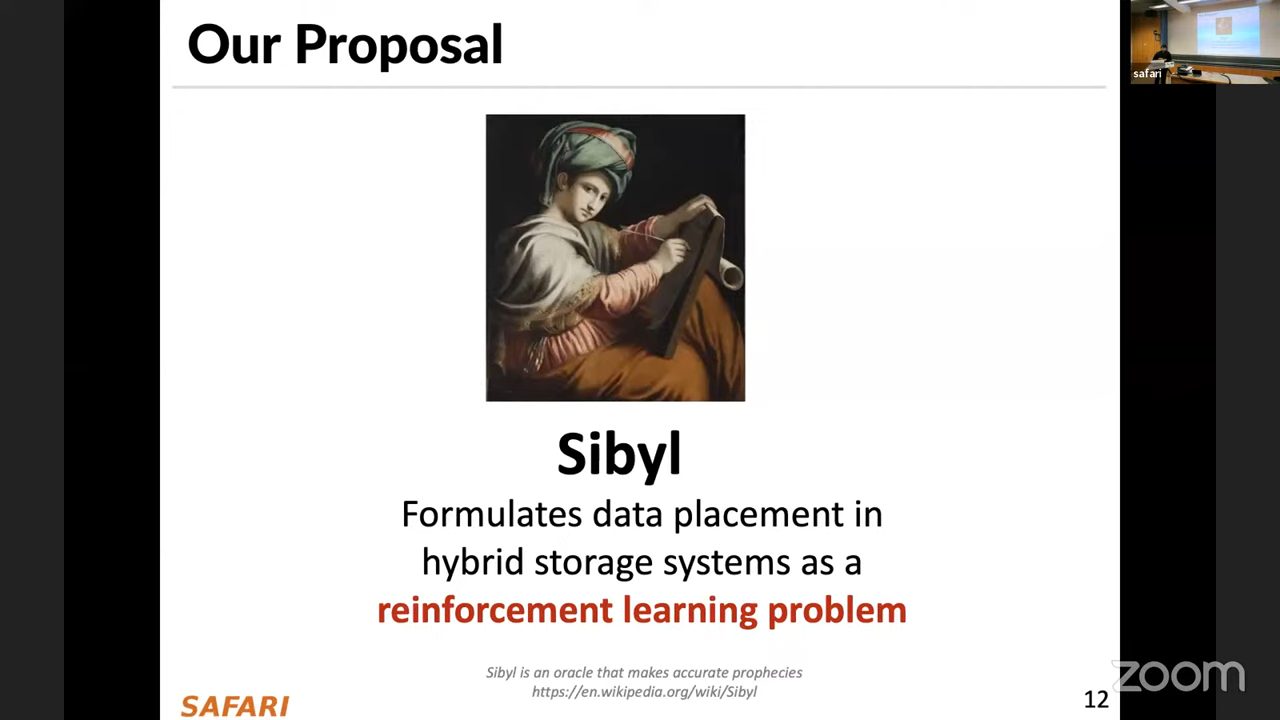 Our Proposal
safari
Sibyl
Formulates data placement in
hybrid storage systems as a
reinforcement learning problem
Sibyl is an oracle that makes accurate prophecies
https://en.wikipedia.org/wiki/Sibyl
SAFARI
12
zoom